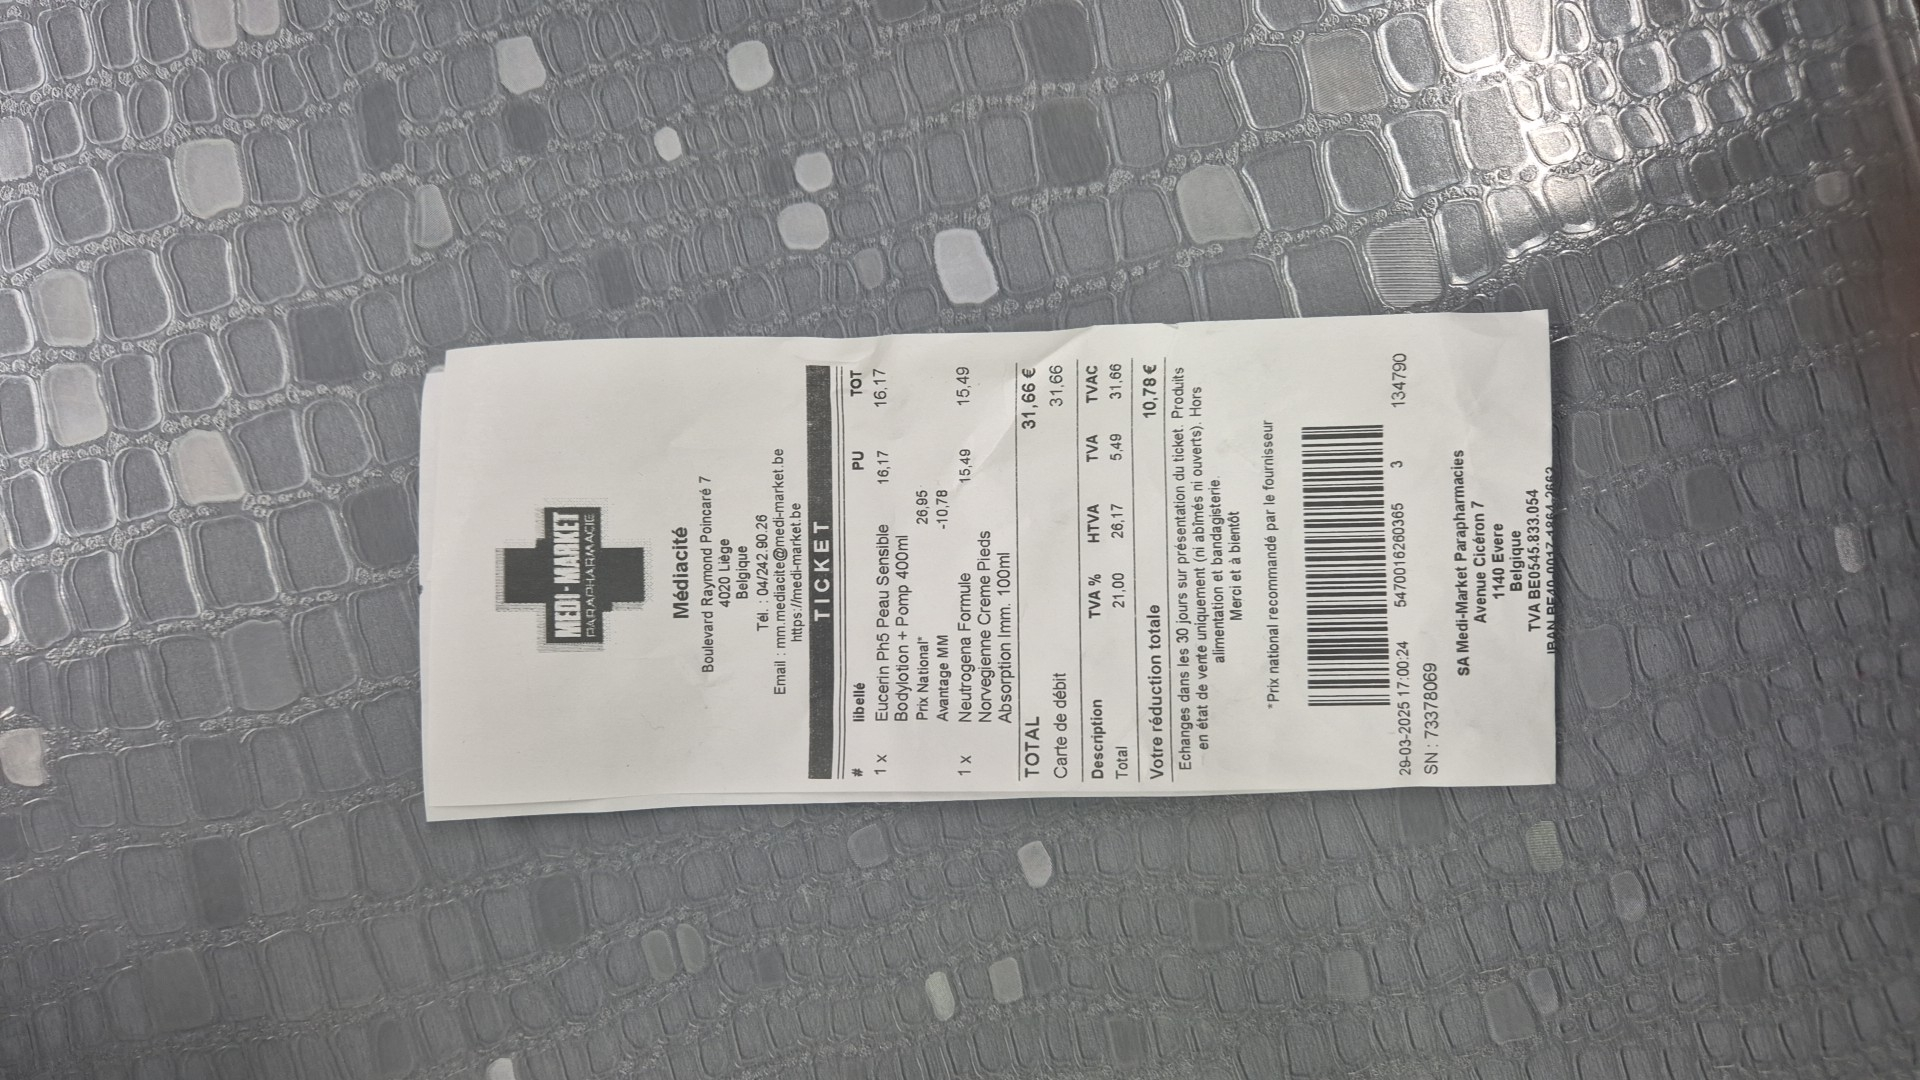 MEDI-MARKET
PARAPHARMACIE
Médiacité
Boulevard Raymond Poincaré 7
4020 Liège
Belgique
Tél. : 04/242.90.26
Email : mm.mediacite@medi-market.be
https://medi-market.be
TICKET
# libellé PU TOT
1 x Eucerin Ph5 Peau Sensible 16,17 16,17
Bodylotion + Pomp 400ml
Prix National* 26,95
Avantage MM -10,78
1 x Neutrogena Formule 15,49 15,49
Norvegienne Creme Pieds
Absorption Imm. 100ml
TOTAL 31,66 €
Carte de débit 31,66
Description TVA % HTVA TVA TVAC
Total 21,00 26,17 5,49 31,66
Votre réduction totale 10,78 €
Echanges dans les 30 jours sur présentation du ticket. Produits
en état de vente uniquement (ni abîmés ni ouverts). Hors
alimentation et bandagisterie.
Merci et à bientôt
*Prix national recommandé par le fournisseur
29-03-2025 17:00:24 5470016260365 3 134790
SN : 73378069
SA Medi-Market Parapharmacies
Avenue Cicéron 7
1140 Evere
Belgique
TVA BE0545.833.054
IBAN BE40 0017 1864 2663